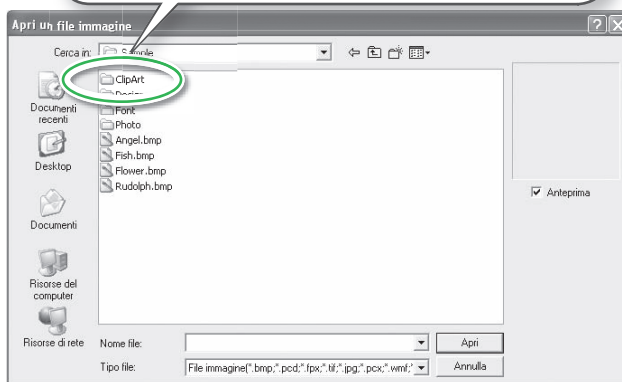 Apri un file immagine
Cerca in: Sample
ClipArt
Design
Font
Photo
Angel.bmp
Fish.bmp
Flower.bmp
Rudolph.bmp
Documenti recenti
Desktop
Documenti
Risorse del computer
Risorse di rete
Anteprima
Nome file:
Apri
Tipo file: File immagine(*.bmp;*.pcd;*.fpx;*.tif;*.jpg;*.pcx;*.wmf;*
Annulla